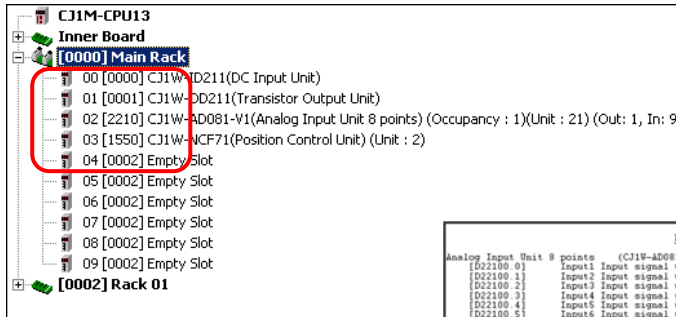 CJ1M-CPU13
Inner Board
[0000] Main Rack
00 [0000] CJ1W-ID211(DC Input Unit)
01 [0001] CJ1W-OD211(Transistor Output Unit)
02 [2210] CJ1W-AD081-V1(Analog Input Unit 8 points) (Occupancy : 1)(Unit : 21) (Out: 1, In: 9
03 [1550] CJ1W-NCF71(Position Control Unit) (Unit : 2)
04 [0002] Empty Slot
05 [0002] Empty Slot
06 [0002] Empty Slot
07 [0002] Empty Slot
08 [0002] Empty Slot
09 [0002] Empty Slot
[0002] Rack 01
Analog Input Unit 8 points (CJ1W-AD08
[D22100.0] Input1 Input signal
[D22100.1] Input2 Input signal
[D22100.2] Input3 Input signal
[D22100.3] Input4 Input signal
[D22100.4] Input5 Input signal
[D22100.5] Input6 Input signal